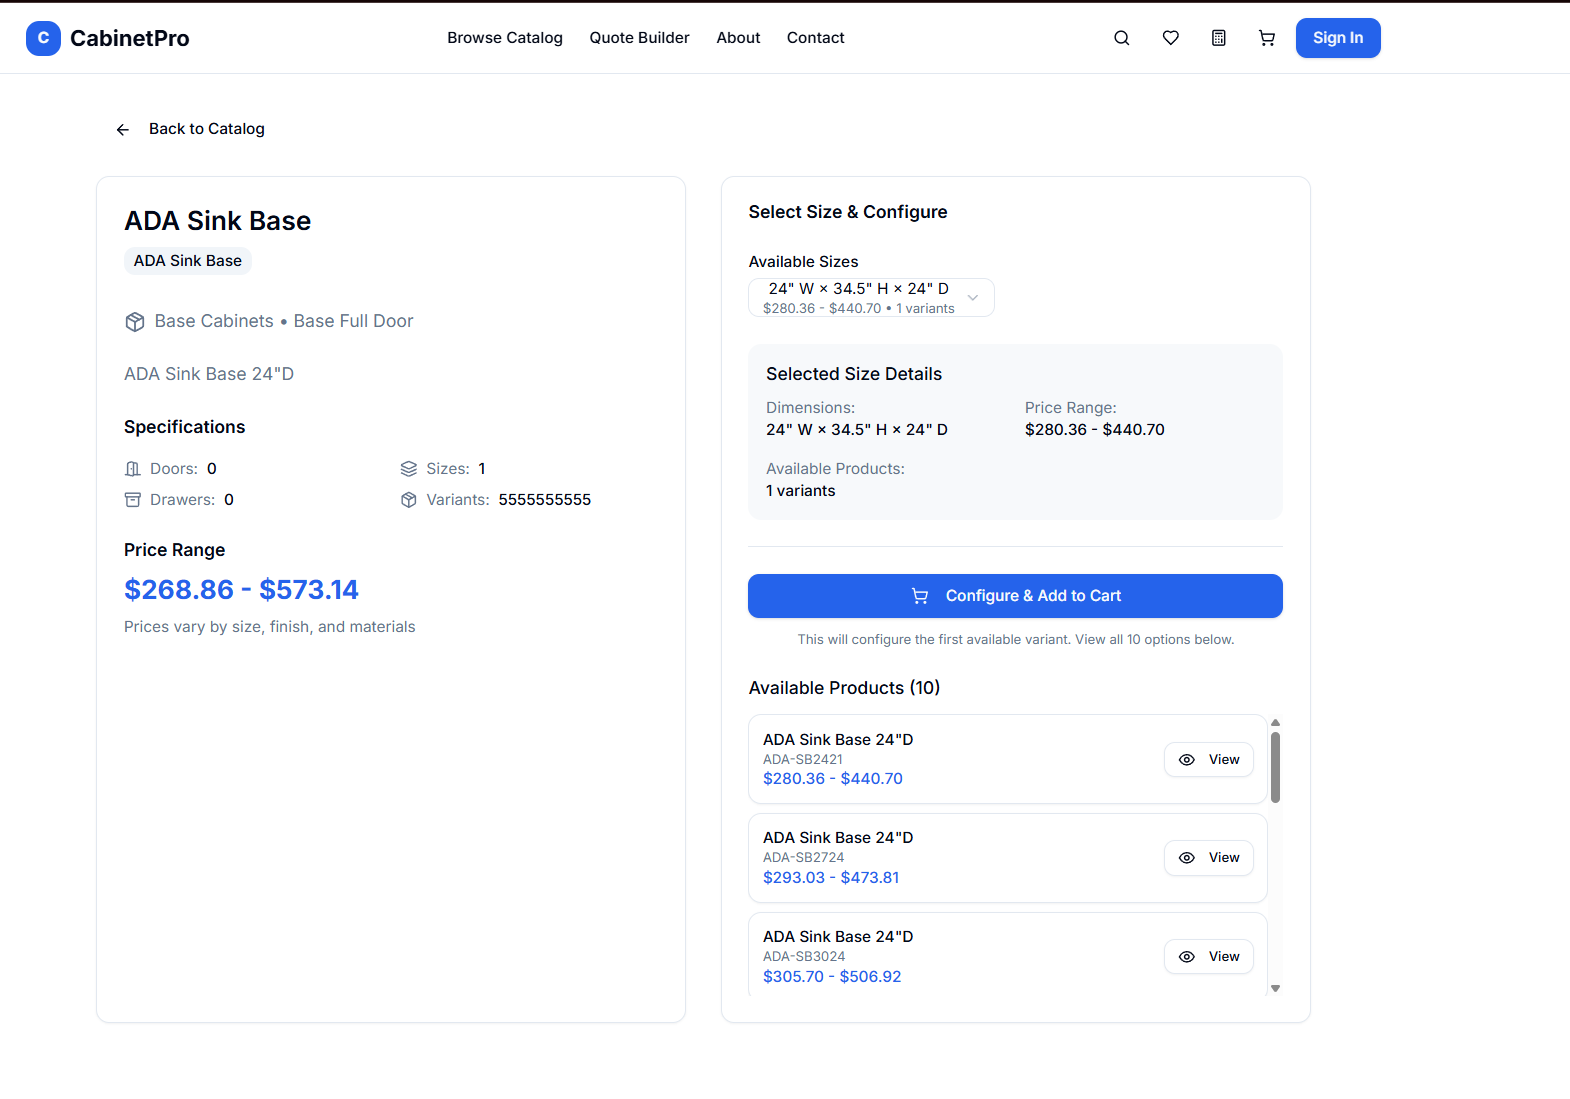 C CabinetPro
Browse Catalog Quote Builder About Contact
Sign In
Back to Catalog
ADA Sink Base
ADA Sink Base
Base Cabinets • Base Full Door
ADA Sink Base 24"D
Specifications
Doors: 0
Sizes: 1
Drawers: 0
Variants: 5555555555
Price Range
$268.86 - $573.14
Prices vary by size, finish, and materials
Select Size & Configure
Available Sizes
24" W × 34.5" H × 24" D
$280.36 - $440.70 • 1 variants
Selected Size Details
Dimensions:
24" W × 34.5" H × 24" D
Price Range:
$280.36 - $440.70
Available Products:
1 variants
Configure & Add to Cart
This will configure the first available variant. View all 10 options below.
Available Products (10)
ADA Sink Base 24"D
ADA-SB2421
$280.36 - $440.70
View
ADA Sink Base 24"D
ADA-SB2724
$293.03 - $473.81
View
ADA Sink Base 24"D
ADA-SB3024
$305.70 - $506.92
View